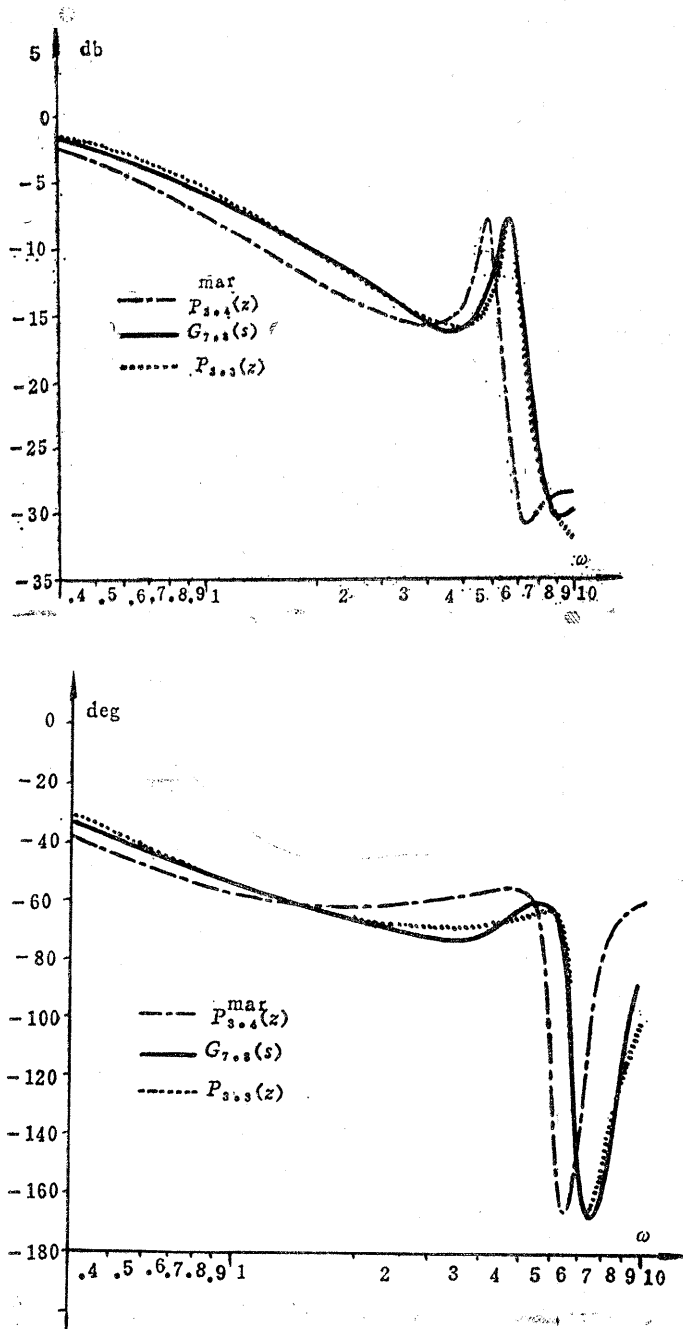 5 db
0
−5
−10
−15
−20
−25
−30
−35
mar
P₃.₄(z)
G₇.₈(s)
P₃.₃(z)
ω
.4 .5 .6 .7 .8 .9 1 2 3 4 5 6 7 8 9 10
deg
0
−20
−40
−60
−80
−100
−120
−140
−160
−180
mar
P₃.₄(z)
G₇.₈(s)
P₃.₃(z)
ω
.4 .5 .6 .7 .8 .9 1 2 3 4 5 6 7 8 9 10